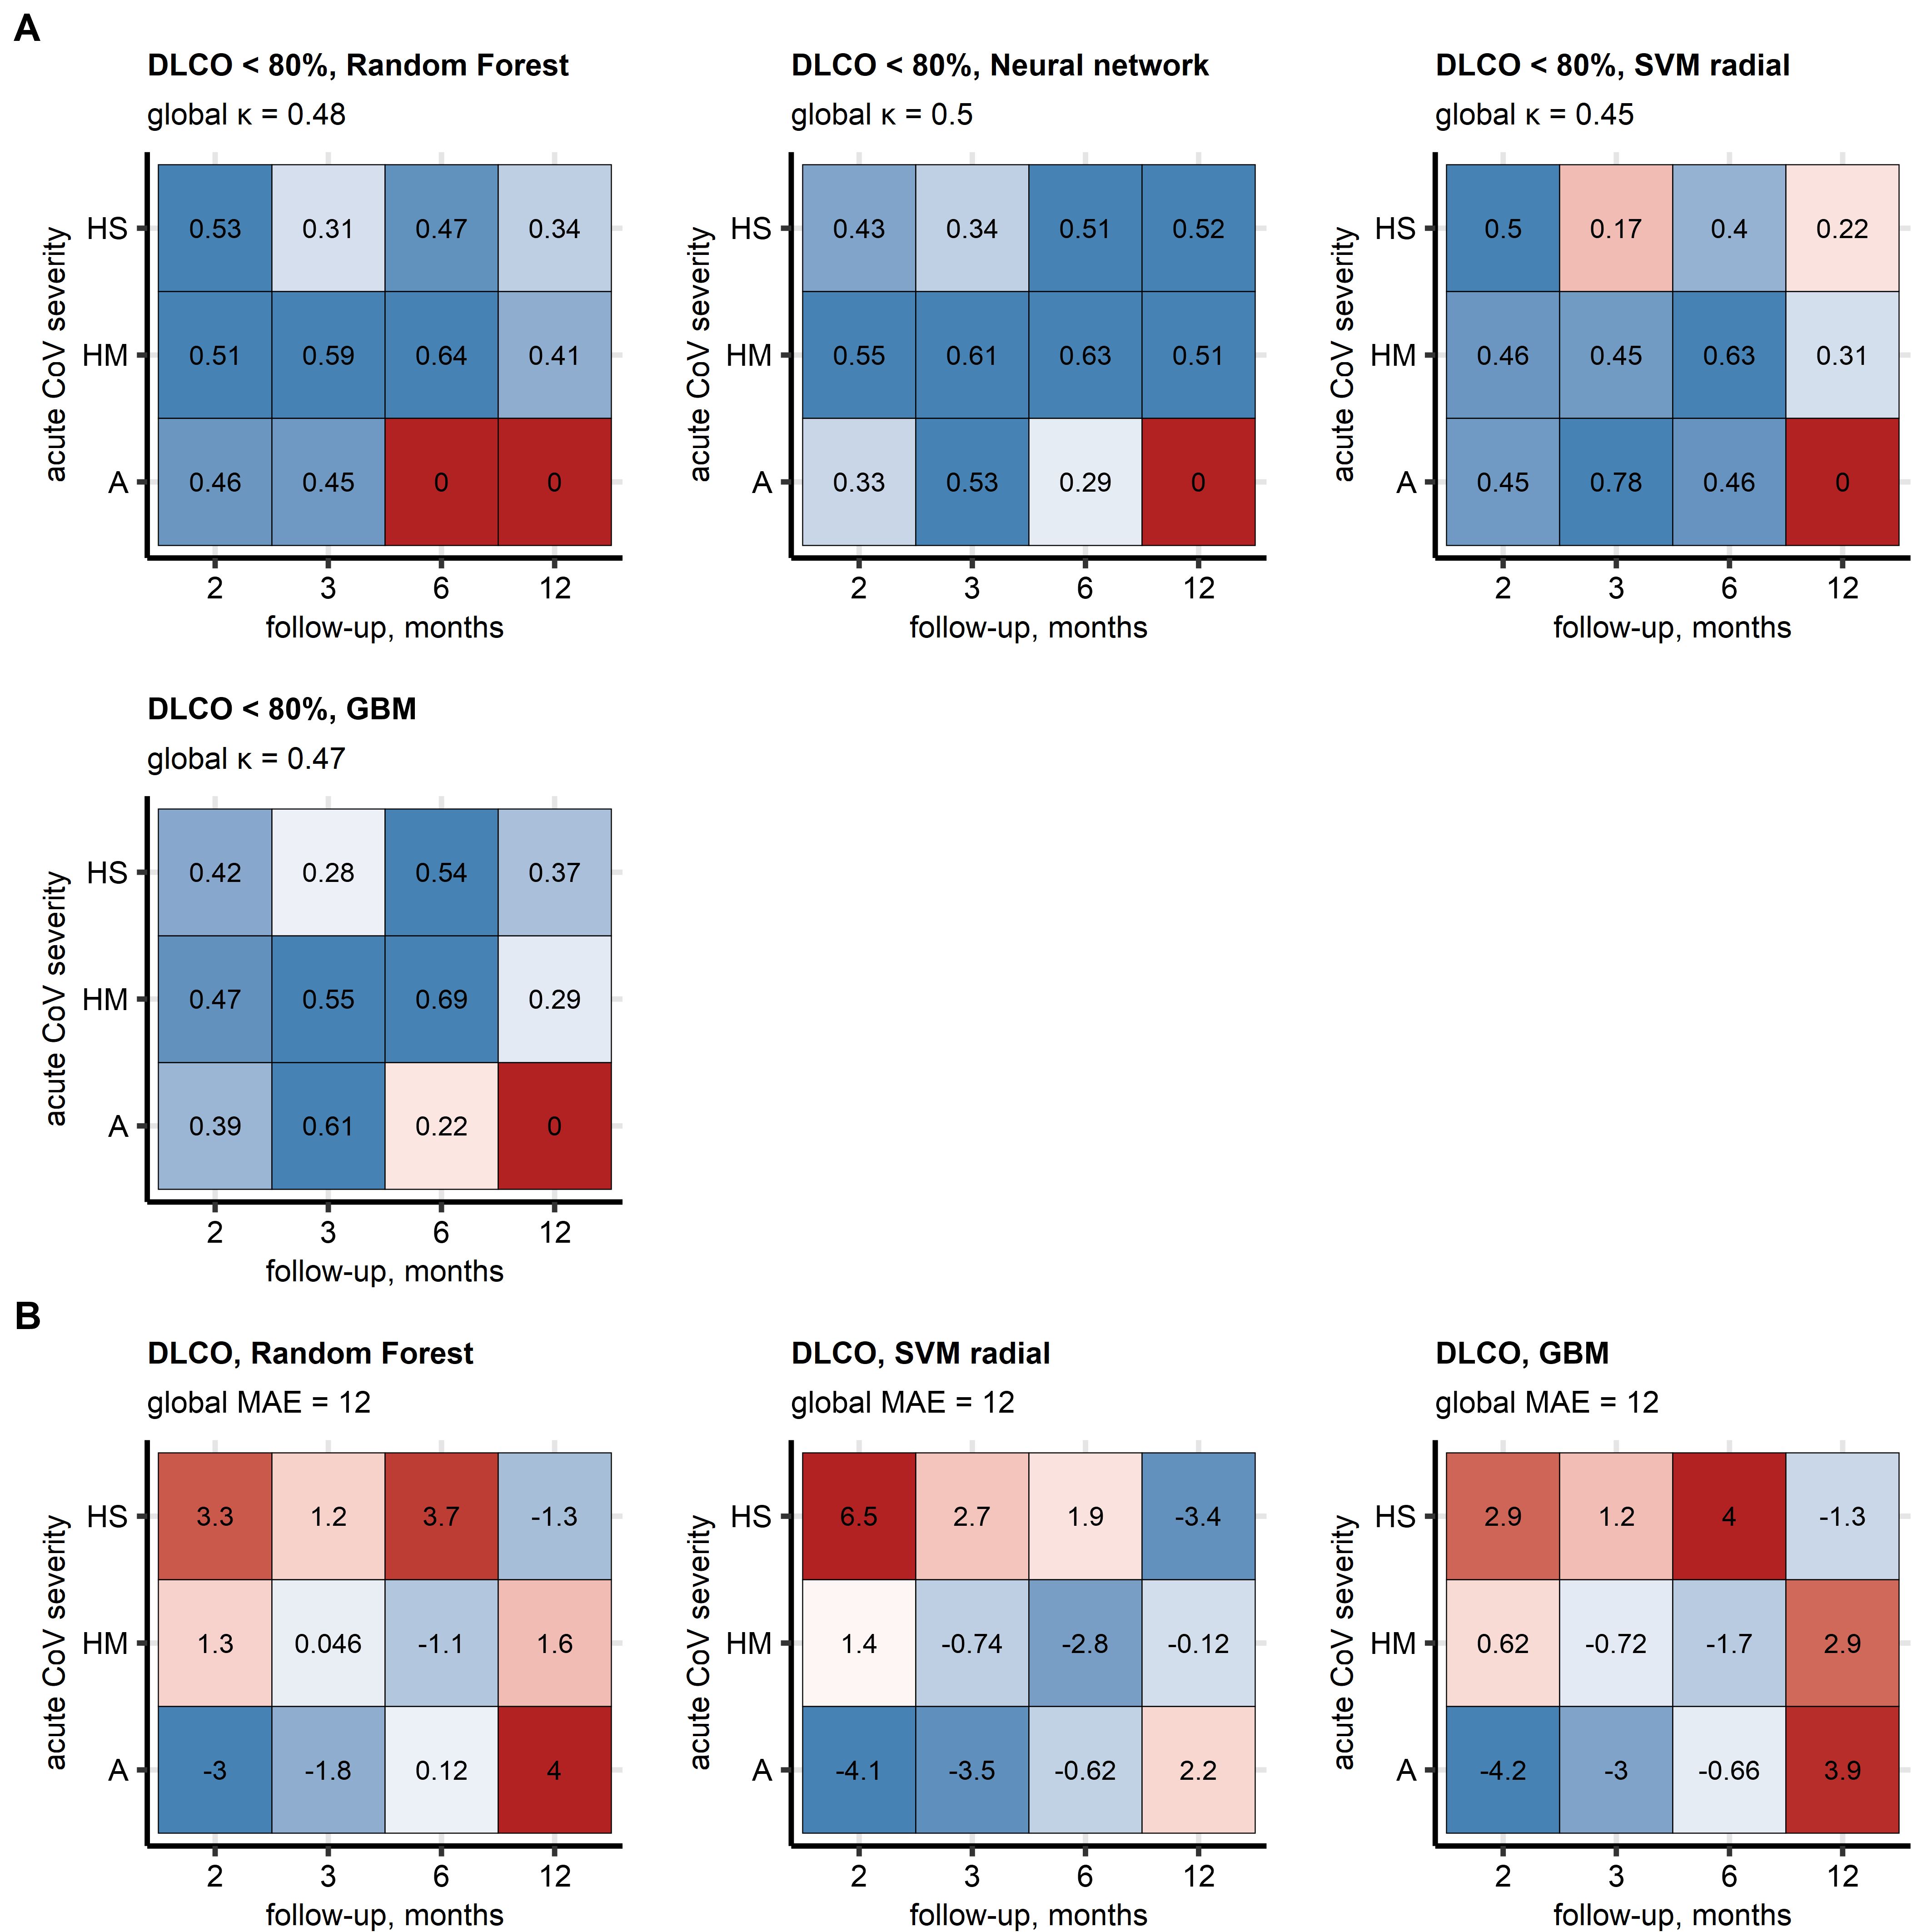 A
DLCO < 80%, Random Forest
global κ = 0.48
acute CoV severity
HS 0.53 0.31 0.47 0.34
HM 0.51 0.59 0.64 0.41
A 0.46 0.45 0 0
2 3 6 12
follow-up, months
DLCO < 80%, Neural network
global κ = 0.5
acute CoV severity
HS 0.43 0.34 0.51 0.52
HM 0.55 0.61 0.63 0.51
A 0.33 0.53 0.29 0
2 3 6 12
follow-up, months
DLCO < 80%, SVM radial
global κ = 0.45
acute CoV severity
HS 0.5 0.17 0.4 0.22
HM 0.46 0.45 0.63 0.31
A 0.45 0.78 0.46 0
2 3 6 12
follow-up, months
DLCO < 80%, GBM
global κ = 0.47
acute CoV severity
HS 0.42 0.28 0.54 0.37
HM 0.47 0.55 0.69 0.29
A 0.39 0.61 0.22 0
2 3 6 12
follow-up, months
B
DLCO, Random Forest
global MAE = 12
acute CoV severity
HS 3.3 1.2 3.7 -1.3
HM 1.3 0.046 -1.1 1.6
A -3 -1.8 0.12 4
2 3 6 12
follow-up, months
DLCO, SVM radial
global MAE = 12
acute CoV severity
HS 6.5 2.7 1.9 -3.4
HM 1.4 -0.74 -2.8 -0.12
A -4.1 -3.5 -0.62 2.2
2 3 6 12
follow-up, months
DLCO, GBM
global MAE = 12
acute CoV severity
HS 2.9 1.2 4 -1.3
HM 0.62 -0.72 -1.7 2.9
A -4.2 -3 -0.66 3.9
2 3 6 12
follow-up, months